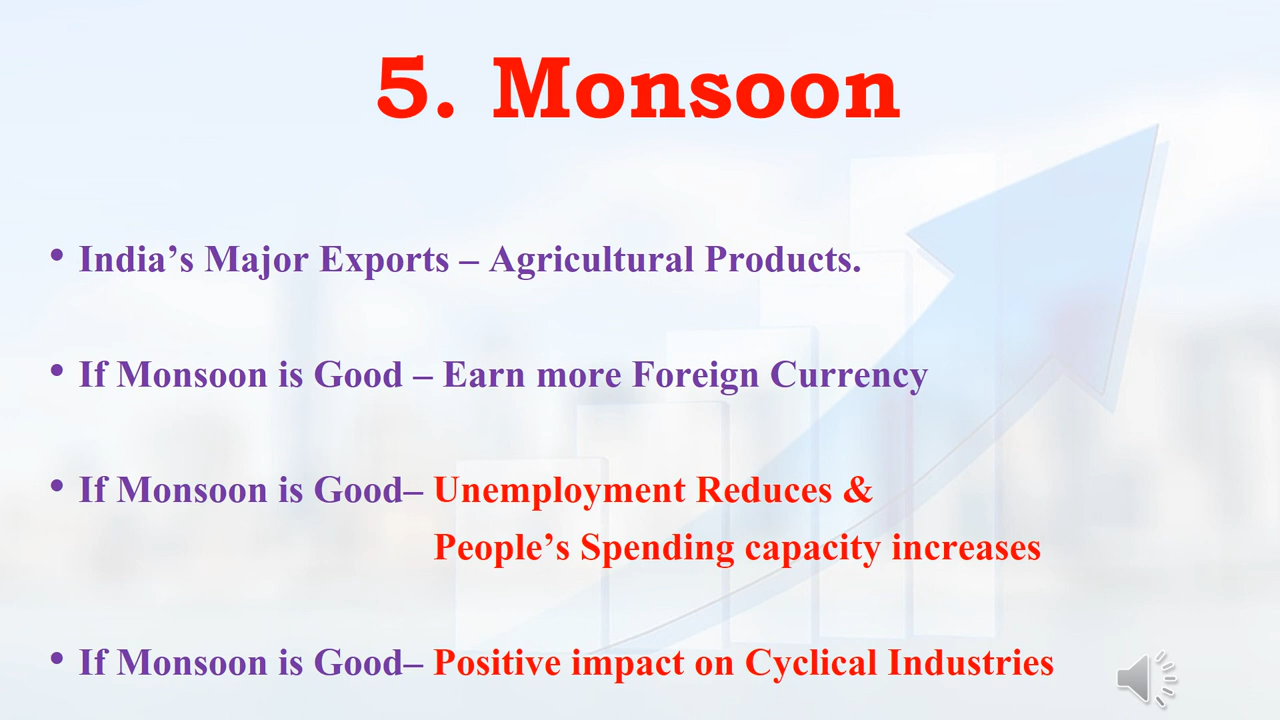 5. Monsoon
• India’s Major Exports – Agricultural Products.
• If Monsoon is Good – Earn more Foreign Currency
• If Monsoon is Good– Unemployment Reduces &
People’s Spending capacity increases
• If Monsoon is Good– Positive impact on Cyclical Industries